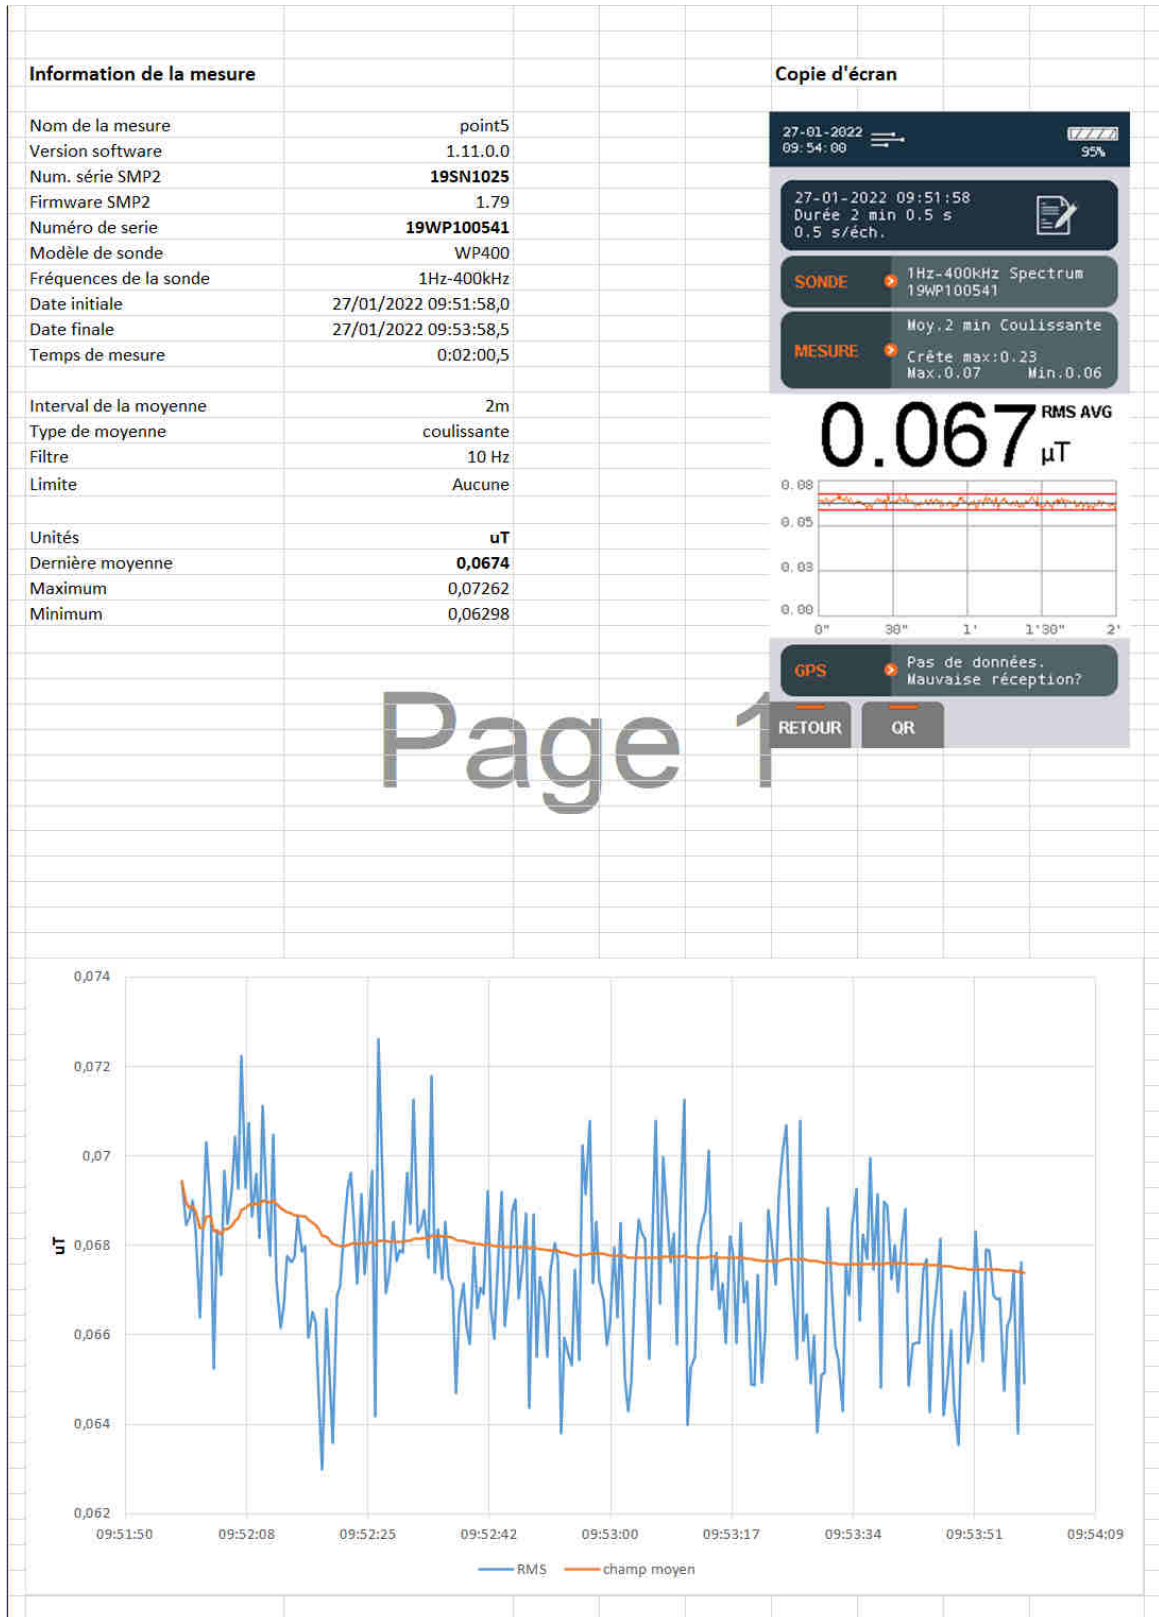 Information de la mesure
Nom de la mesure point5
Version software 1.11.0.0
Num. série SMP2 19SN1025
Firmware SMP2 1.79
Numéro de serie 19WP100541
Modèle de sonde WP400
Fréquences de la sonde 1Hz-400kHz
Date initiale 27/01/2022 09:51:58,0
Date finale 27/01/2022 09:53:58,5
Temps de mesure 0:02:00,5
Interval de la moyenne 2m
Type de moyenne coulissante
Filtre 10 Hz
Limite Aucune
Unités uT
Dernière moyenne 0,0674
Maximum 0,07262
Minimum 0,06298
Copie d'écran
27-01-2022
09:54:00
95%
27-01-2022 09:51:58
Durée 2 min 0.5 s
0.5 s/éch.
SONDE
1Hz-400kHz Spectrum
19WP100541
MESURE
Moy.2 min Coulissante
Crête max:0.23
Max.0.07 Min.0.06
0.067 RMS AVG
µT
0.08
0.05
0.03
0.00
0" 30" 1' 1'30" 2'
GPS
Pas de données.
Mauvaise réception?
RETOUR QR
Page 1
0,074
0,072
0,07
0,068
0,066
0,064
0,062
uT
09:51:50 09:52:08 09:52:25 09:52:42 09:53:00 09:53:17 09:53:34 09:53:51 09:54:09
RMS champ moyen